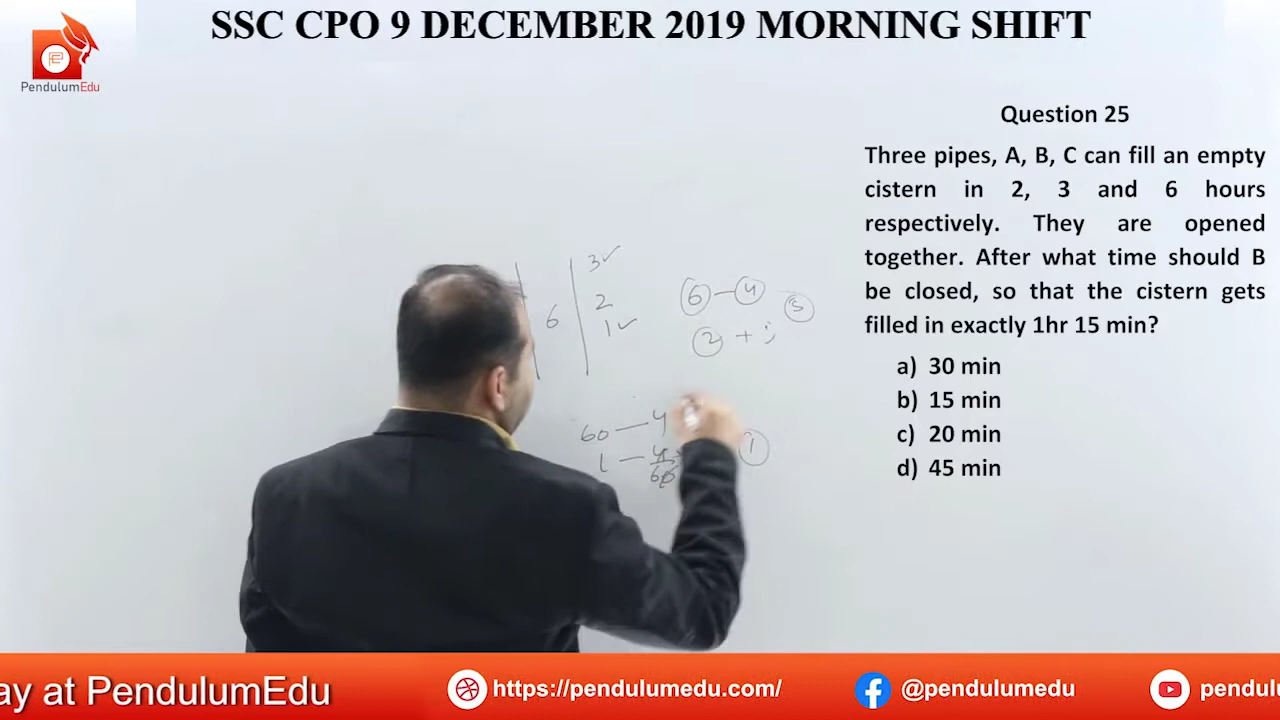 SSC CPO 9 DECEMBER 2019 MORNING SHIFT
PendulumEdu
Question 25
Three pipes, A, B, C can fill an empty
cistern in 2, 3 and 6 hours
respectively. They are opened
together. After what time should B
be closed, so that the cistern gets
filled in exactly 1hr 15 min?
a) 30 min
b) 15 min
c) 20 min
d) 45 min
3✓
6
2
1✓
6 — 4
5
2 +
60 — 4
1 — 4/60
1
ay at PendulumEdu
https://pendulumedu.com/
@pendulumedu
pendulu